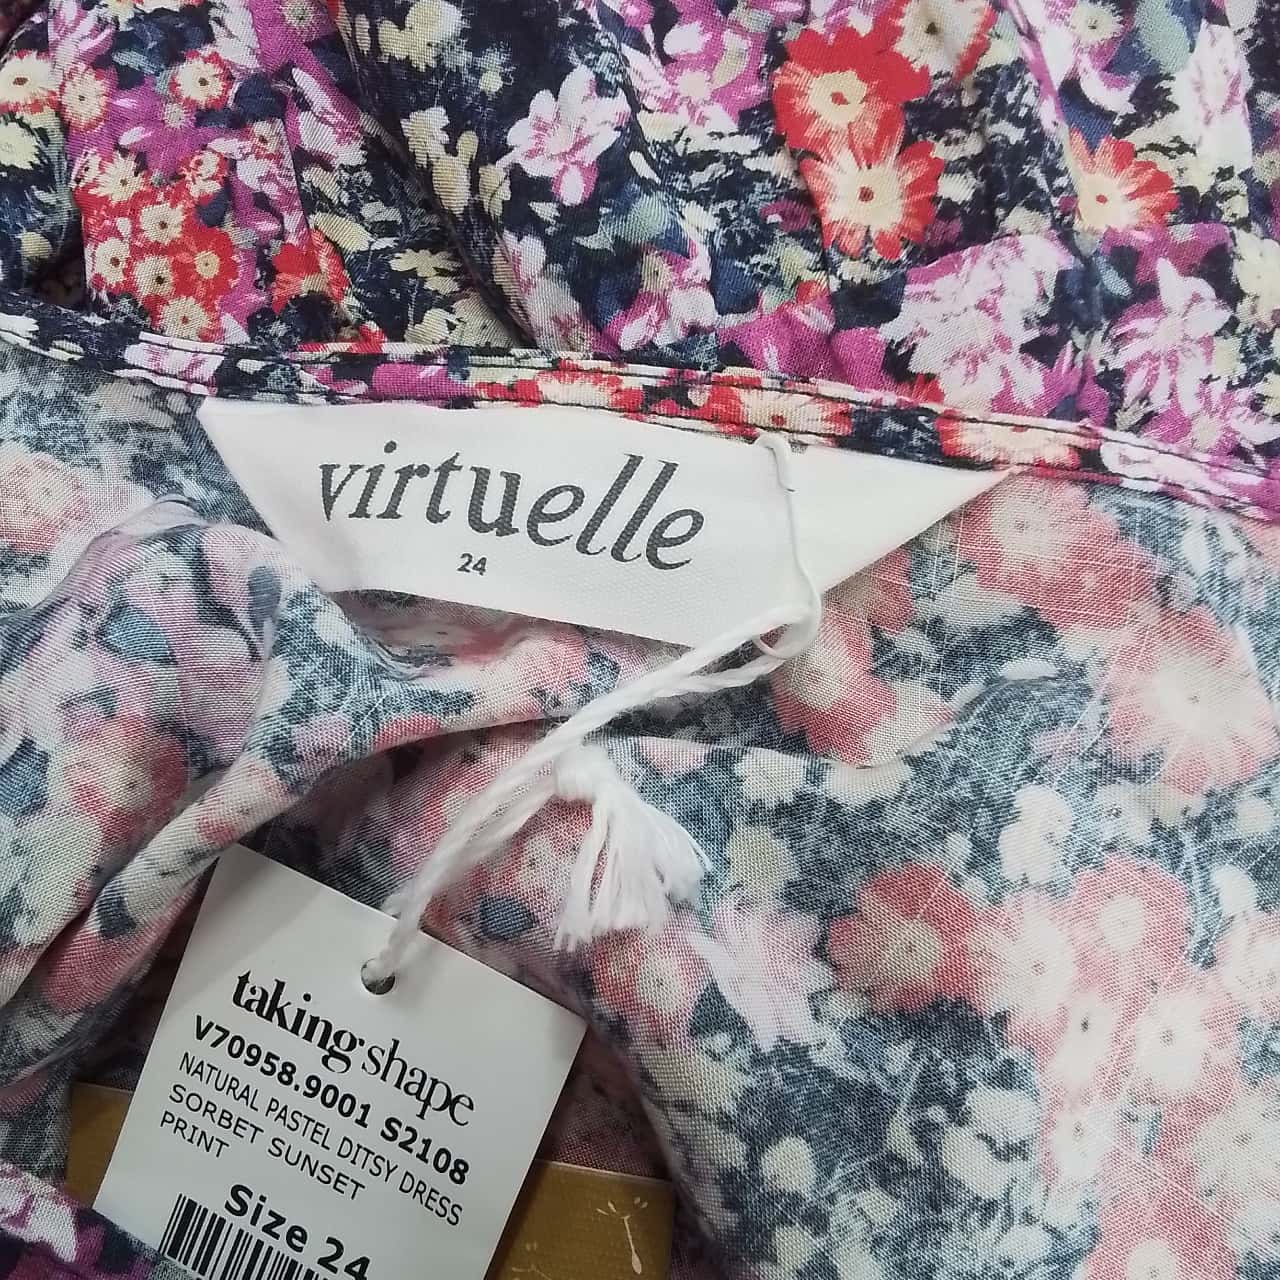 virtuelle
24
taking shape
V70958.9001 S2108
NATURAL PASTEL DITSY DRESS
SORBET SUNSET
PRINT
Size 24